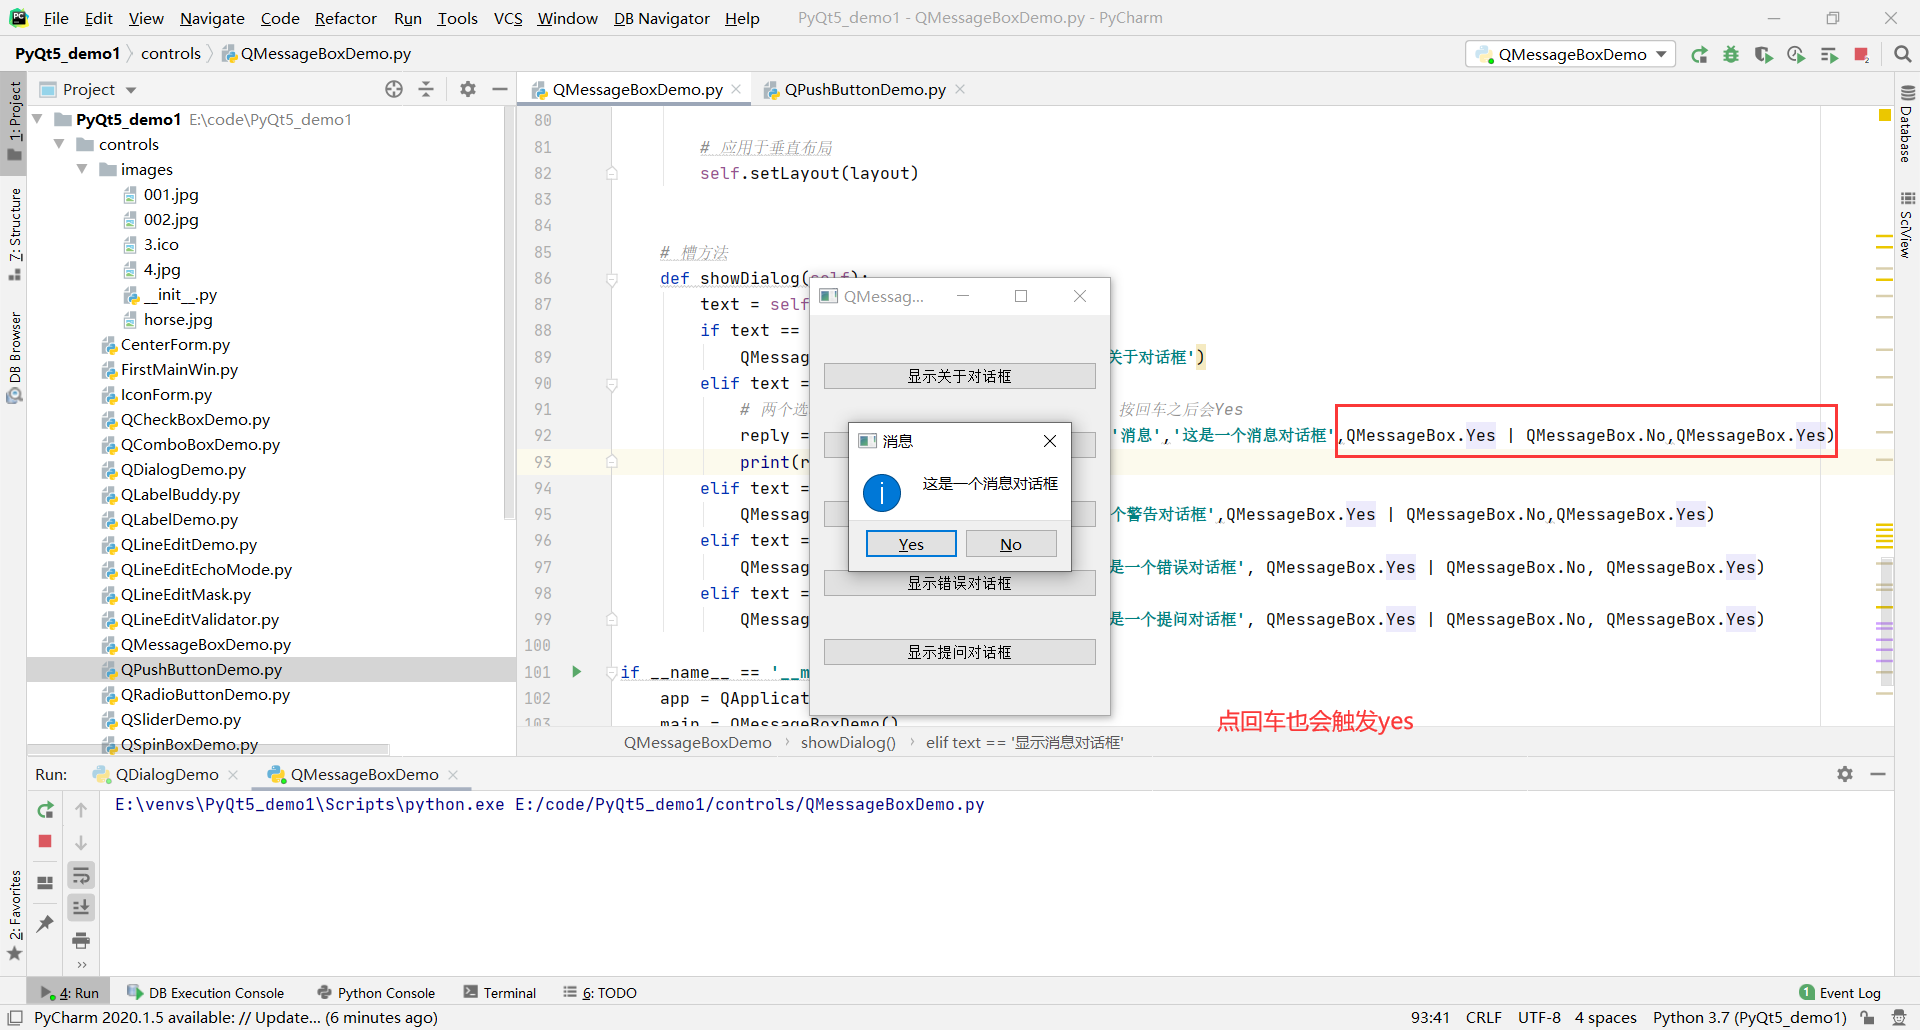 File Edit View Navigate Code Refactor Run Tools VCS Window DB Navigator Help PyQt5_demo1 - QMessageBoxDemo.py - PyCharm
PyQt5_demo1 controls QMessageBoxDemo.py QMessageBoxDemo
1: Project
7: Structure
DB Browser
2: Favorites
Project
PyQt5_demo1 E:\code\PyQt5_demo1
controls
images
001.jpg
002.jpg
3.ico
4.jpg
__init__.py
horse.jpg
CenterForm.py
FirstMainWin.py
IconForm.py
QCheckBoxDemo.py
QComboBoxDemo.py
QDialogDemo.py
QLabelBuddy.py
QLabelDemo.py
QLineEditDemo.py
QLineEditEchoMode.py
QLineEditMask.py
QLineEditValidator.py
QMessageBoxDemo.py
QPushButtonDemo.py
QRadioButtonDemo.py
QSliderDemo.py
QSpinBoxDemo.py
QMessageBoxDemo.py QPushButtonDemo.py
80
81 # 应用于垂直布局
82 self.setLayout(layout)
83
84
85 # 槽方法
86 def showDialog(self):
87 text = self
88 if text ==
89 QMessag 关于对话框')
90 elif text =
91 # 两个选 按回车之后会Yes
92 reply = '消息','这是一个消息对话框',QMessageBox.Yes | QMessageBox.No,QMessageBox.Yes)
93 print(r
94 elif text =
95 QMessag 个警告对话框',QMessageBox.Yes | QMessageBox.No,QMessageBox.Yes)
96 elif text =
97 QMessag 是一个错误对话框', QMessageBox.Yes | QMessageBox.No, QMessageBox.Yes)
98 elif text =
99 QMessag 是一个提问对话框', QMessageBox.Yes | QMessageBox.No, QMessageBox.Yes)
100
101 if __name__ == '__m
102 app = QApplicat
103 main = QMessageBoxDemo()
QMessag...
显示关于对话框
显示错误对话框
显示提问对话框
消息
这是一个消息对话框
Yes No
点回车也会触发yes
QMessageBoxDemo showDialog() elif text == '显示消息对话框'
Database
SciView
Run: QDialogDemo QMessageBoxDemo
E:\venvs\PyQt5_demo1\Scripts\python.exe E:/code/PyQt5_demo1/controls/QMessageBoxDemo.py
4: Run DB Execution Console Python Console Terminal 6: TODO 1 Event Log
PyCharm 2020.1.5 available: // Update... (6 minutes ago) 93:41 CRLF UTF-8 4 spaces Python 3.7 (PyQt5_demo1)